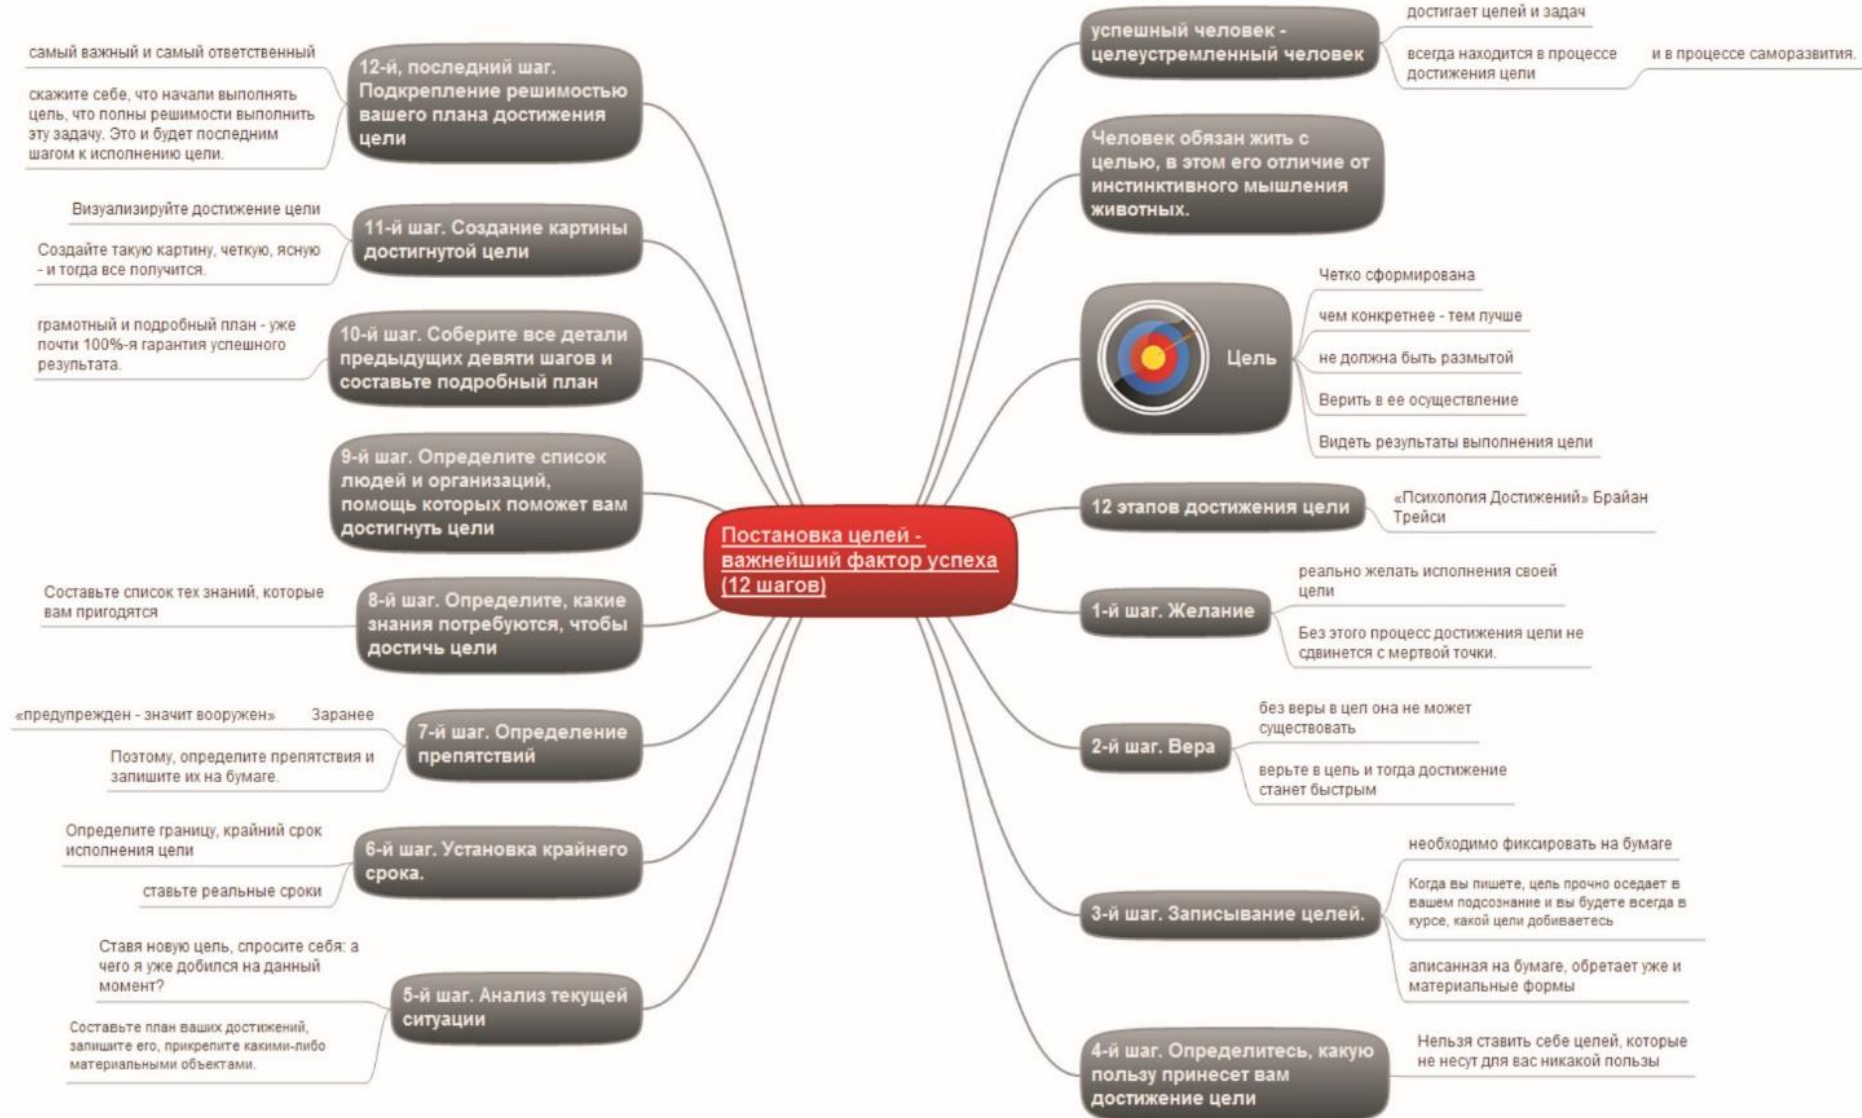 Постановка целей -
важнейший фактор успеха
(12 шагов)
успешный человек -
целеустремленный человек
достигает целей и задач
всегда находится в процессе
достижения цели
и в процессе саморазвития.
Человек обязан жить с
целью, в этом его отличие от
инстинктивного мышления
животных.
Цель
Четко сформирована
чем конкретнее - тем лучше
не должна быть размытой
Верить в ее осуществление
Видеть результаты выполнения цели
12 этапов достижения цели
«Психология Достижений» Брайан
Трейси
1-й шаг. Желание
реально желать исполнения своей
цели
Без этого процесс достижения цели не
сдвинется с мертвой точки.
2-й шаг. Вера
без веры в цел она не может
существовать
верьте в цель и тогда достижение
станет быстрым
3-й шаг. Записывание целей.
необходимо фиксировать на бумаге
Когда вы пишете, цель прочно оседает в
вашем подсознание и вы будете всегда в
курсе, какой цели добиваетесь
аписанная на бумаге, обретает уже и
материальные формы
4-й шаг. Определитесь, какую
пользу принесет вам
достижение цели
Нельзя ставить себе целей, которые
не несут для вас никакой пользы
5-й шаг. Анализ текущей
ситуации
Ставя новую цель, спросите себя: а
чего я уже добился на данный
момент?
Составьте план ваших достижений,
запишите его, прикрепите какими-либо
материальными объектами.
6-й шаг. Установка крайнего
срока.
Определите границу, крайний срок
исполнения цели
ставьте реальные сроки
7-й шаг. Определение
препятствий
Заранее
«предупрежден - значит вооружен»
Поэтому, определите препятствия и
запишите их на бумаге.
8-й шаг. Определите, какие
знания потребуются, чтобы
достичь цели
Составьте список тех знаний, которые
вам пригодятся
9-й шаг. Определите список
людей и организаций,
помощь которых поможет вам
достигнуть цели
10-й шаг. Соберите все детали
предыдущих девяти шагов и
составьте подробный план
грамотный и подробный план - уже
почти 100%-я гарантия успешного
результата.
11-й шаг. Создание картины
достигнутой цели
Визуализируйте достижение цели
Создайте такую картину, четкую, ясную
- и тогда все получится.
12-й, последний шаг.
Подкрепление решимостью
вашего плана достижения
цели
самый важный и самый ответственный
скажите себе, что начали выполнять
цель, что полны решимости выполнить
эту задачу. Это и будет последним
шагом к исполнению цели.